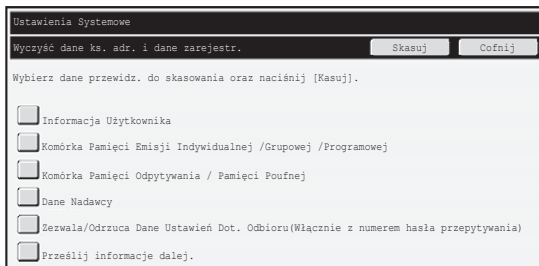 Ustawienia Systemowe
Wyczyść dane ks. adr. i dane zarejestr. Skasuj Cofnij
Wybierz dane przewidz. do skasowania oraz naciśnij [Kasuj].
Informacja Użytkownika
Komórka Pamięci Emisji Indywidualnej /Grupowej /Programowej
Komórka Pamięci Odpytywania / Pamięci Poufnej
Dane Nadawcy
Zezwala/Odrzuca Dane Ustawień Dot. Odbioru(Włącznie z numerem hasła przepytywania)
Prześlij informacje dalej.